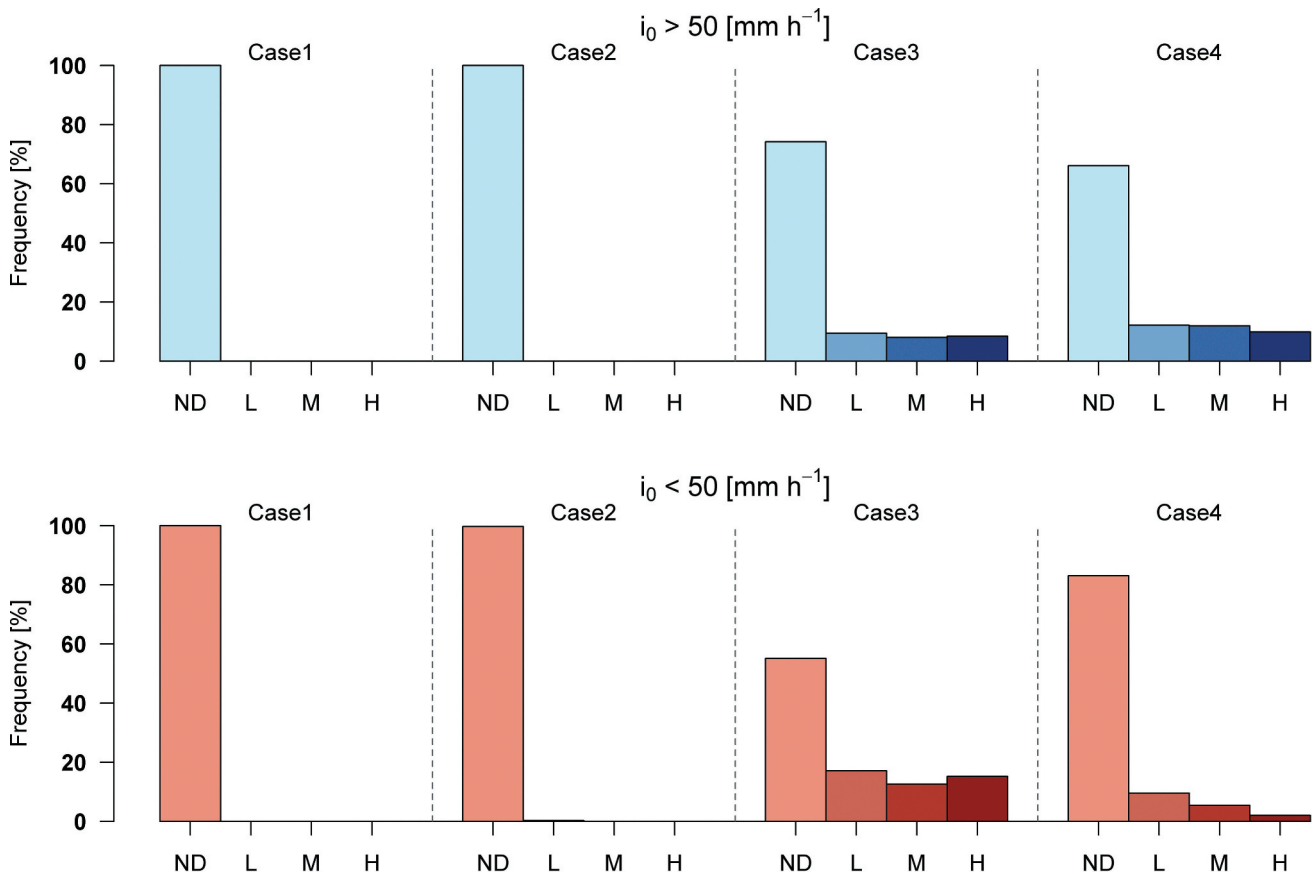 i₀ > 50 [mm h⁻¹]
Case1 Case2 Case3 Case4
Frequency [%]
100
80
60
40
20
0
ND L M H ND L M H ND L M H ND L M H
i₀ < 50 [mm h⁻¹]
Case1 Case2 Case3 Case4
Frequency [%]
100
80
60
40
20
0
ND L M H ND L M H ND L M H ND L M H